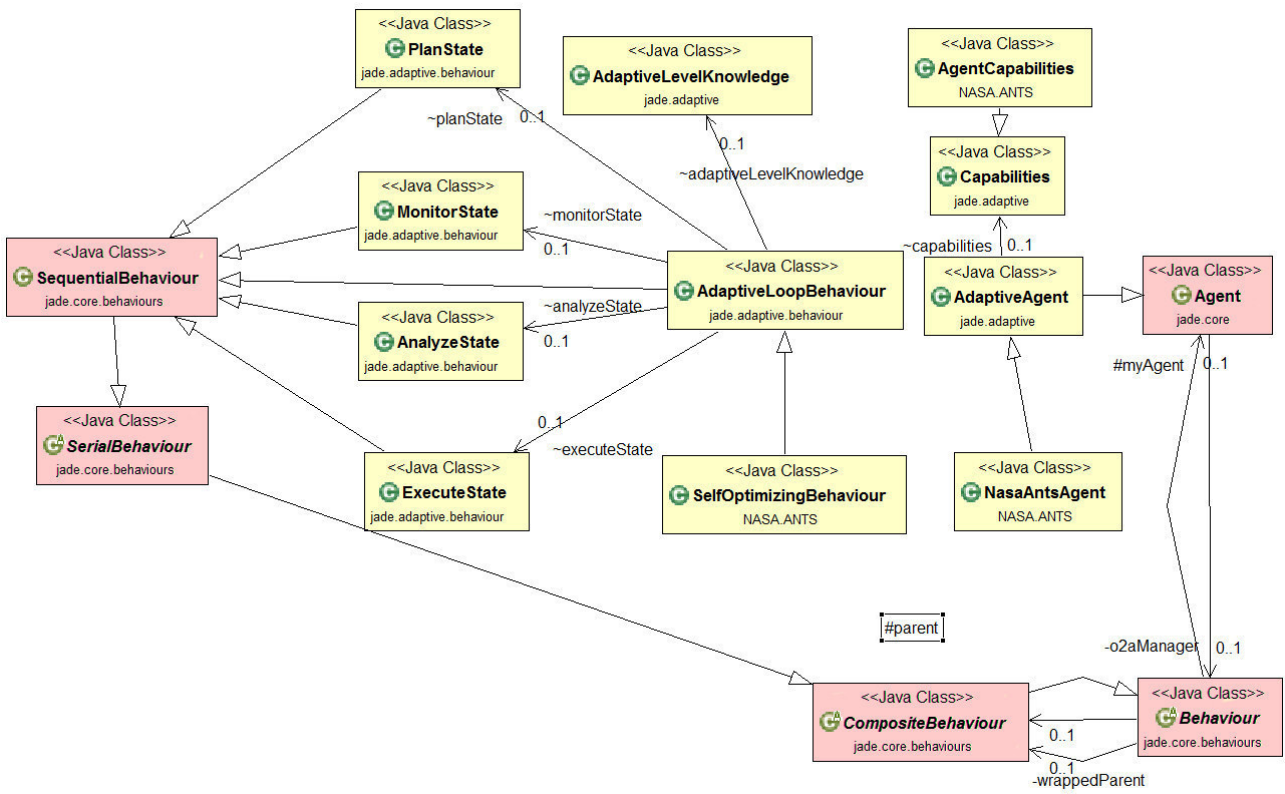 <<Java Class>>
PlanState
jade.adaptive.behaviour
<<Java Class>>
AdaptiveLevelKnowledge
jade.adaptive
<<Java Class>>
AgentCapabilities
NASA.ANTS
~planState
0..1
0..1
~adaptiveLevelKnowledge
<<Java Class>>
Capabilities
jade.adaptive
<<Java Class>>
MonitorState
jade.adaptive.behaviour
~monitorState
0..1
~capabilities
0..1
<<Java Class>>
SequentialBehaviour
jade.core.behaviours
<<Java Class>>
AdaptiveLoopBehaviour
jade.adaptive.behaviour
<<Java Class>>
AdaptiveAgent
jade.adaptive
<<Java Class>>
Agent
jade.core
~analyzeState
0..1
<<Java Class>>
AnalyzeState
jade.adaptive.behaviour
#myAgent
0..1
<<Java Class>>
SerialBehaviour
jade.core.behaviours
0..1
~executeState
<<Java Class>>
ExecuteState
jade.adaptive.behaviour
<<Java Class>>
SelfOptimizingBehaviour
NASA.ANTS
<<Java Class>>
NasaAntsAgent
NASA.ANTS
#parent
-o2aManager
0..1
<<Java Class>>
CompositeBehaviour
jade.core.behaviours
<<Java Class>>
Behaviour
jade.core.behaviours
0..1
0..1
-wrappedParent